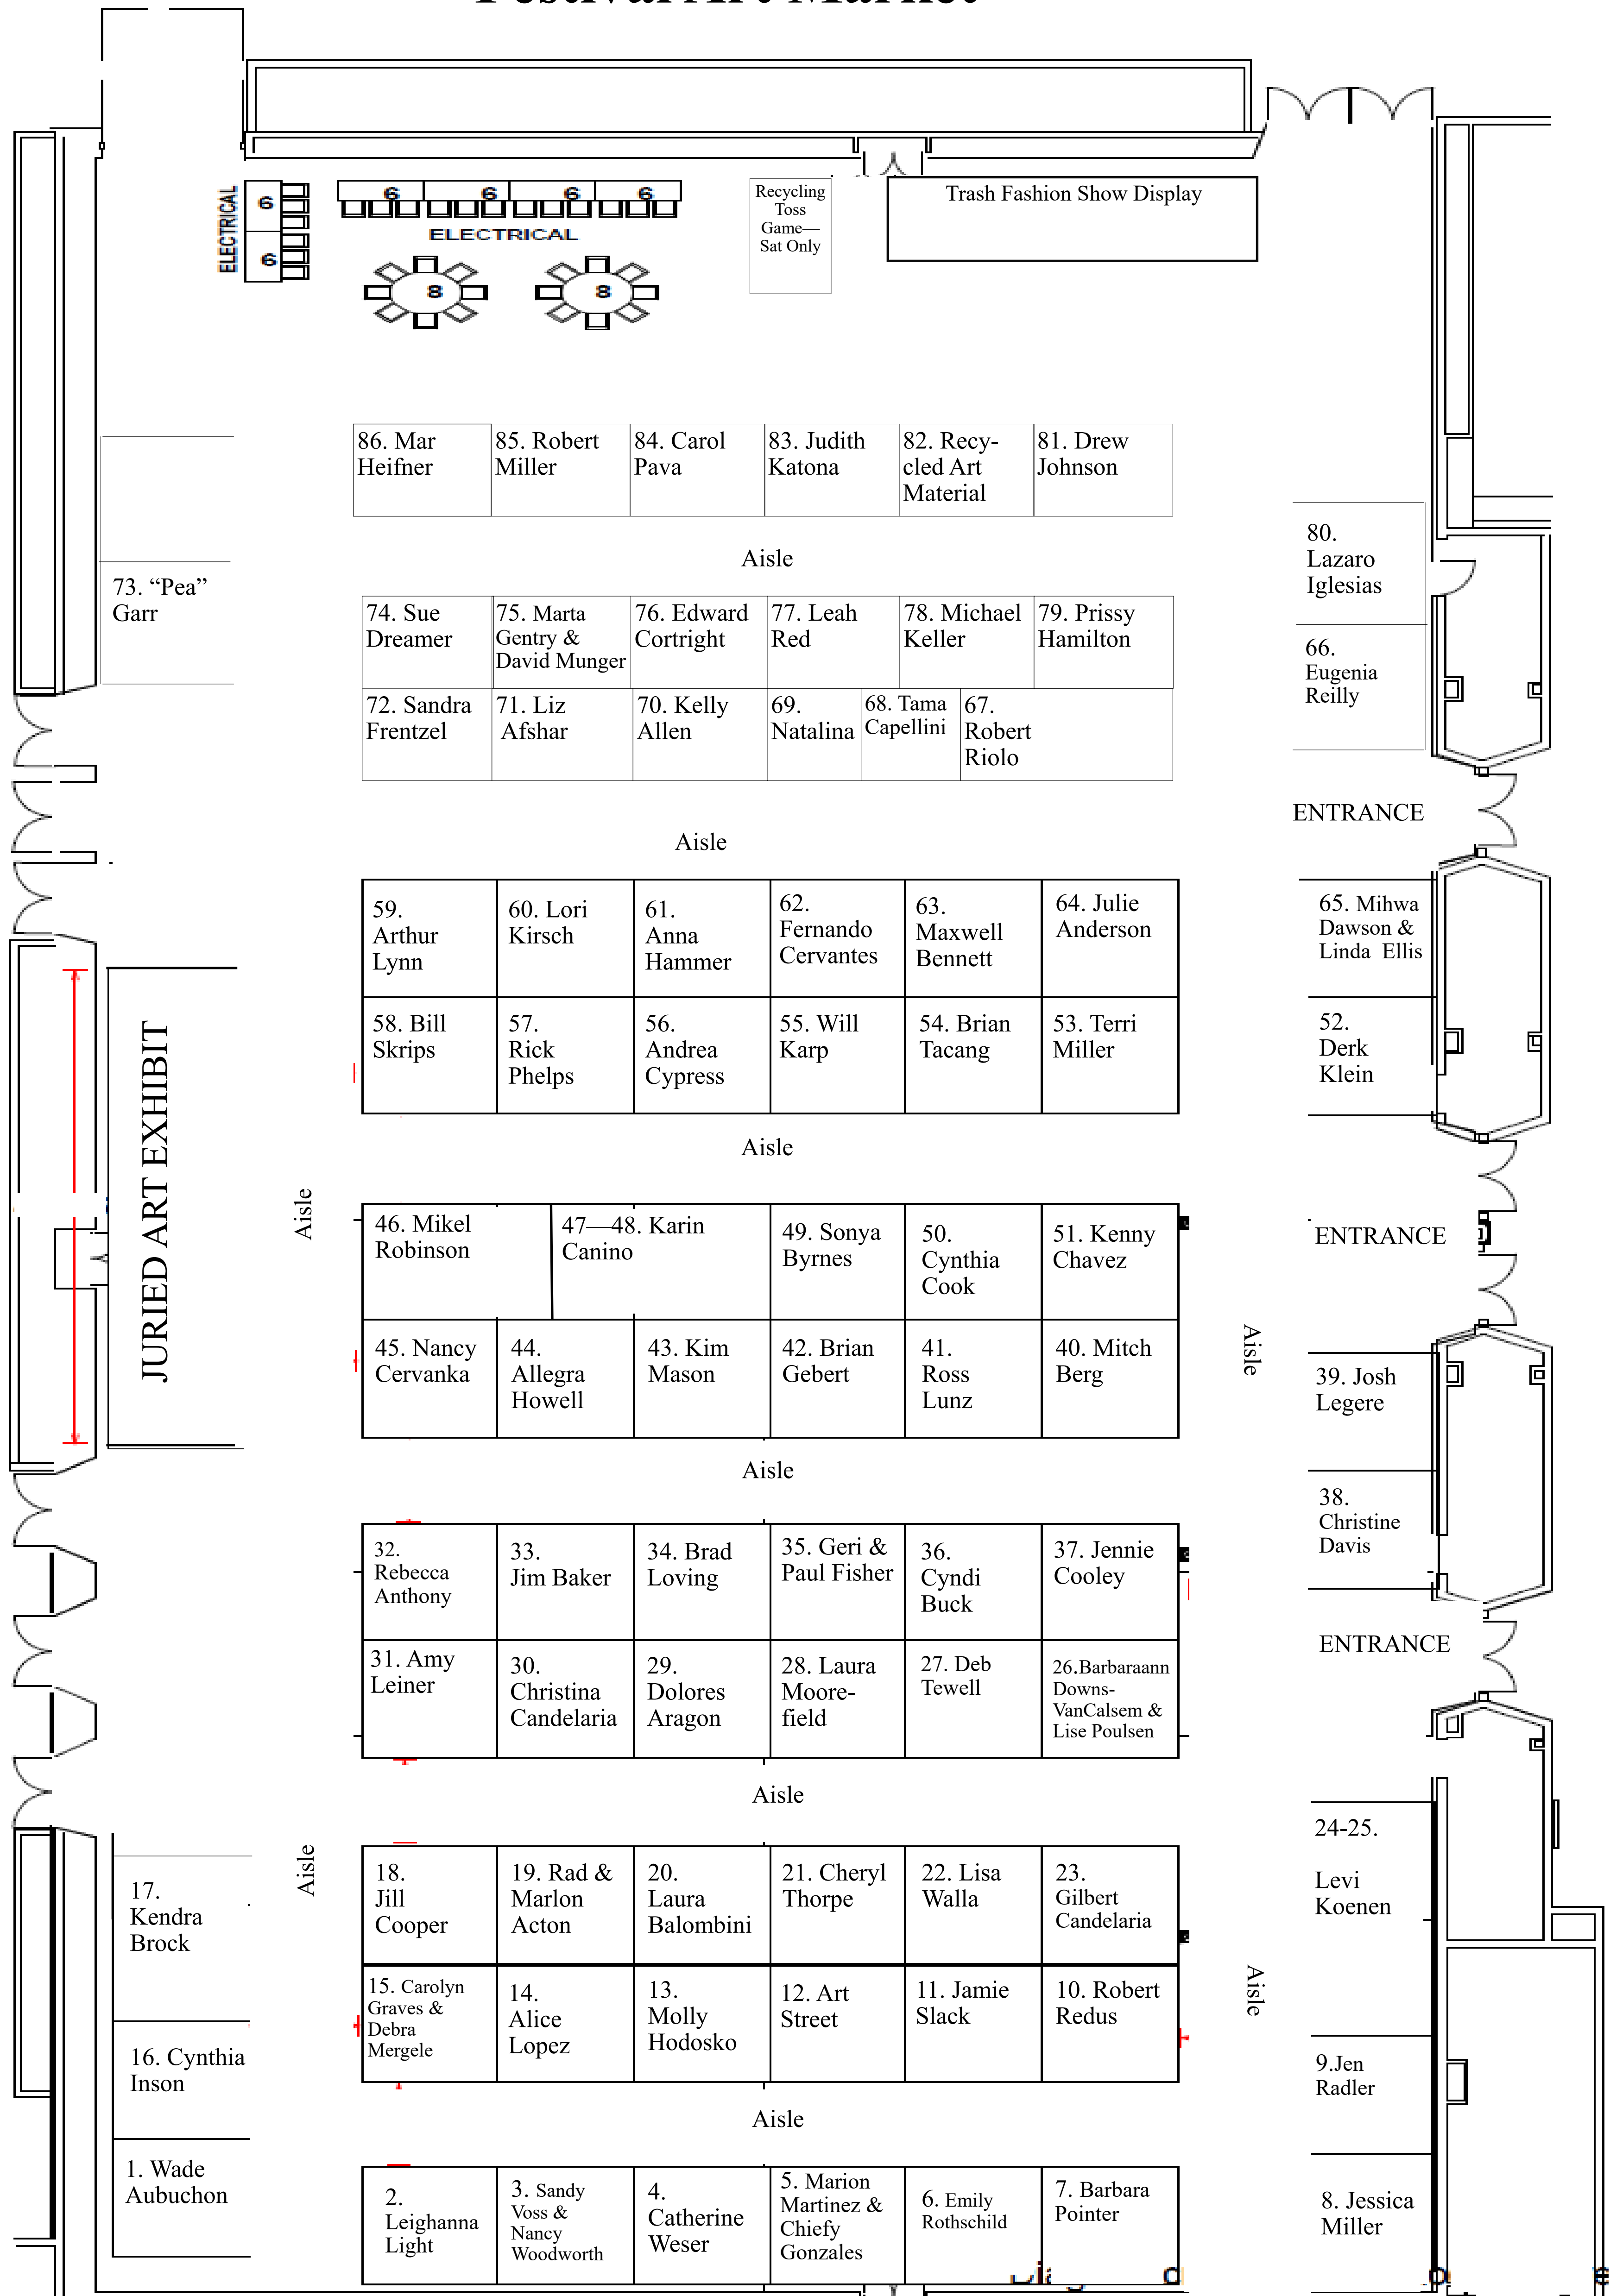 Festival Art Market
ELECTRICAL
6
6
6
6
6
6
ELECTRICAL
8
8
Recycling
Toss
Game—
Sat Only
Trash Fashion Show Display
86. Mar
Heifner
85. Robert
Miller
84. Carol
Pava
83. Judith
Katona
82. Recy-
cled Art
Material
81. Drew
Johnson
Aisle
80.
Lazaro
Iglesias
73. “Pea”
Garr
74. Sue
Dreamer
75. Marta
Gentry &
David Munger
76. Edward
Cortright
77. Leah
Red
78. Michael
Keller
79. Prissy
Hamilton
66.
Eugenia
Reilly
72. Sandra
Frentzel
71. Liz
Afshar
70. Kelly
Allen
69.
Natalina
68. Tama
Capellini
67.
Robert
Riolo
ENTRANCE
Aisle
59.
Arthur
Lynn
60. Lori
Kirsch
61.
Anna
Hammer
62.
Fernando
Cervantes
63.
Maxwell
Bennett
64. Julie
Anderson
65. Mihwa
Dawson &
Linda Ellis
58. Bill
Skrips
57.
Rick
Phelps
56.
Andrea
Cypress
55. Will
Karp
54. Brian
Tacang
53. Terri
Miller
52.
Derk
Klein
JURIED ART EXHIBIT
Aisle
Aisle
46. Mikel
Robinson
47—48. Karin
Canino
49. Sonya
Byrnes
50.
Cynthia
Cook
51. Kenny
Chavez
ENTRANCE
45. Nancy
Cervanka
44.
Allegra
Howell
43. Kim
Mason
42. Brian
Gebert
41.
Ross
Lunz
40. Mitch
Berg
Aisle
39. Josh
Legere
Aisle
38.
Christine
Davis
32.
Rebecca
Anthony
33.
Jim Baker
34. Brad
Loving
35. Geri &
Paul Fisher
36.
Cyndi
Buck
37. Jennie
Cooley
ENTRANCE
31. Amy
Leiner
30.
Christina
Candelaria
29.
Dolores
Aragon
28. Laura
Moore-
field
27. Deb
Tewell
26.Barbaraann
Downs-
VanCalsem &
Lise Poulsen
Aisle
Aisle
24-25.
Levi
Koenen
17.
Kendra
Brock
18.
Jill
Cooper
19. Rad &
Marlon
Acton
20.
Laura
Balombini
21. Cheryl
Thorpe
22. Lisa
Walla
23.
Gilbert
Candelaria
15. Carolyn
Graves &
Debra
Mergele
14.
Alice
Lopez
13.
Molly
Hodosko
12. Art
Street
11. Jamie
Slack
10. Robert
Redus
Aisle
16. Cynthia
Inson
9.Jen
Radler
Aisle
1. Wade
Aubuchon
2.
Leighanna
Light
3. Sandy
Voss &
Nancy
Woodworth
4.
Catherine
Weser
5. Marion
Martinez &
Chiefy
Gonzales
6. Emily
Rothschild
7. Barbara
Pointer
8. Jessica
Miller